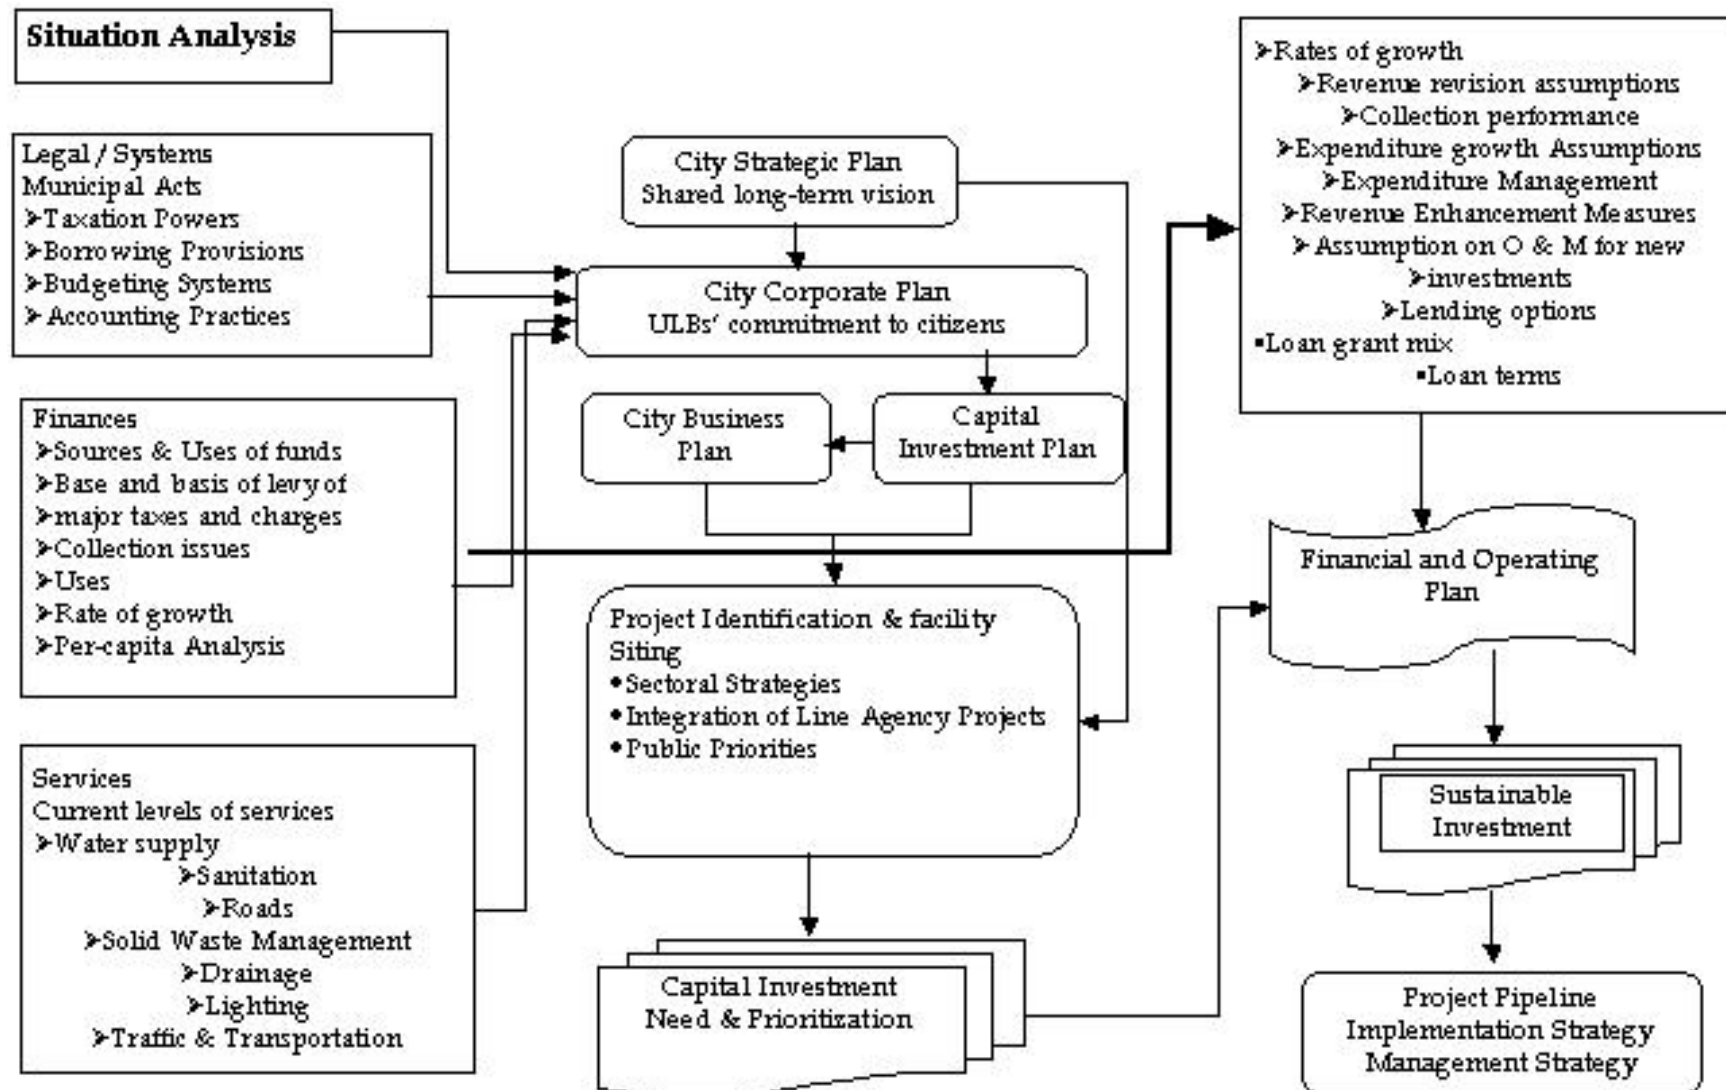 Situation Analysis
Legal / Systems
Municipal Acts
➢Taxation Powers
➢Borrowing Provisions
➢Budgeting Systems
➢Accounting Practices
Finances
➢Sources & Uses of funds
➢Base and basis of levy of
➢major taxes and charges
➢Collection issues
➢Uses
➢Rate of growth
➢Per-capita Analysis
Services
Current levels of services
➢Water supply
➢Sanitation
➢Roads
➢Solid Waste Management
➢Drainage
➢Lighting
➢Traffic & Transportation
City Strategic Plan
Shared long-term vision
City Corporate Plan
ULBs' commitment to citizens
City Business
Plan
Capital
Investment Plan
Project Identification & facility
Siting
•Sectoral Strategies
•Integration of Line Agency Projects
•Public Priorities
Capital Investment
Need & Prioritization
➢Rates of growth
➢Revenue revision assumptions
➢Collection performance
➢Expenditure growth Assumptions
➢Expenditure Management
➢Revenue Enhancement Measures
➢Assumption on O & M for new
➢investments
➢Lending options
▪Loan grant mix
▪Loan terms
Financial and Operating
Plan
Sustainable
Investment
Project Pipeline
Implementation Strategy
Management Strategy